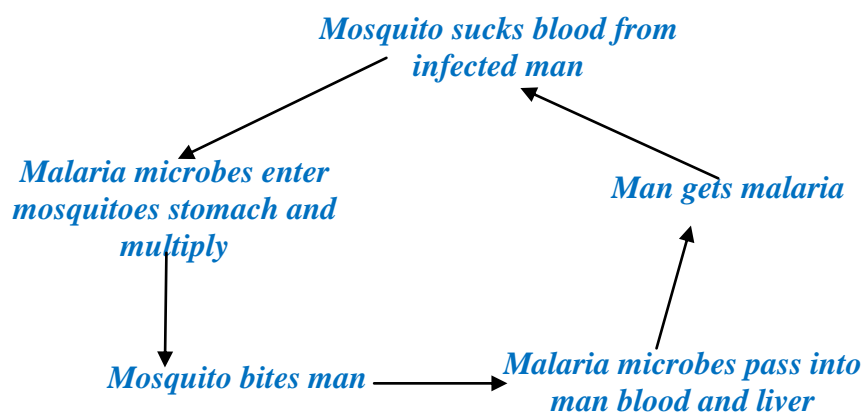 Mosquito sucks blood from
infected man
Malaria microbes enter
mosquitoes stomach and
multiply
Man gets malaria
Mosquito bites man
Malaria microbes pass into
man blood and liver